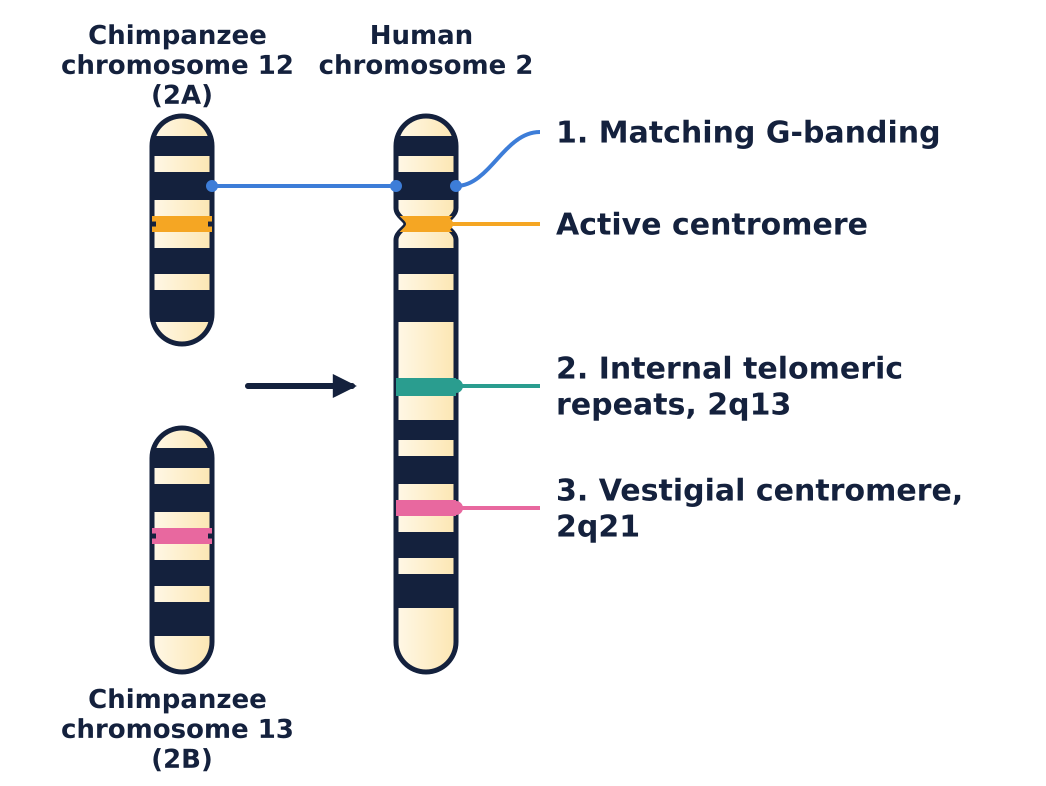 Chimpanzee
chromosome 12
(2A)
Human
chromosome 2
1. Matching G-banding
Active centromere
2. Internal telomeric
repeats, 2q13
3. Vestigial centromere,
2q21
Chimpanzee
chromosome 13
(2B)